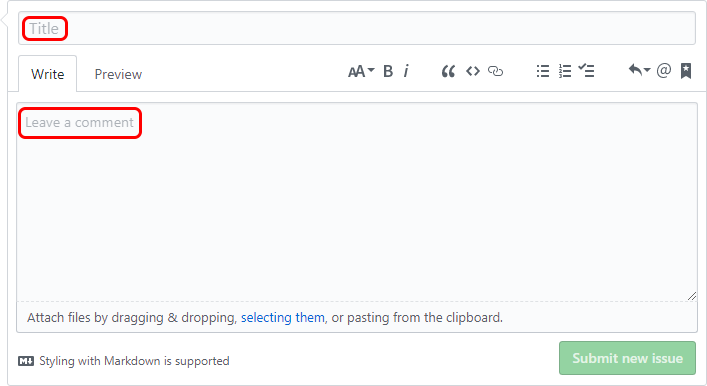 Title
Write Preview AA B i
Leave a comment
Attach files by dragging & dropping, selecting them, or pasting from the clipboard.
M Styling with Markdown is supported
Submit new issue